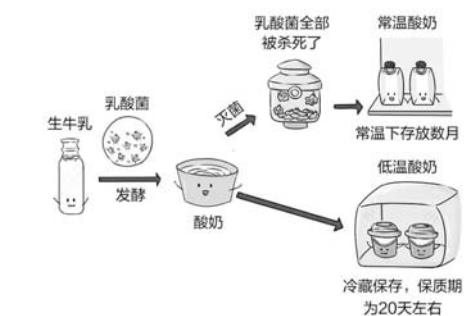 乳酸菌全部
被杀死了
常温酸奶
乳酸菌
生牛乳
灭菌
发酵
常温下存放数月
低温酸奶
酸奶
冷藏保存，保质期
为20天左右